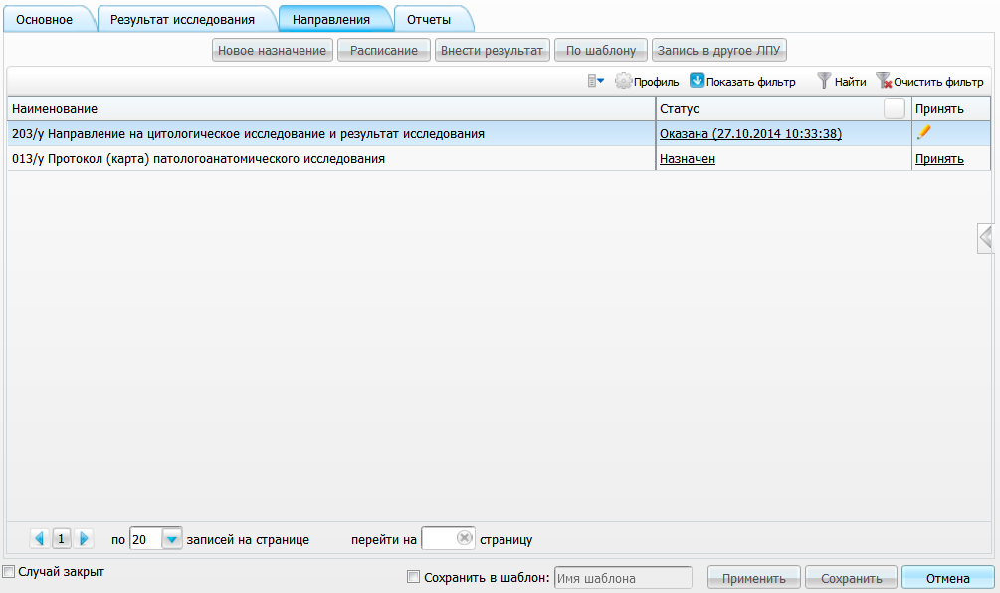 Основное Результат исследования Направления Отчеты
Новое назначение Расписание Внести результат По шаблону Запись в другое ЛПУ
Профиль Показать фильтр Найти Очистить фильтр
Наименование Статус Принять
203/у Направление на цитологическое исследование и результат исследования Оказана (27.10.2014 10:33:38)
013/у Протокол (карта) патологоанатомического исследования Назначен Принять
1 по 20 записей на странице перейти на страницу
Случай закрыт
Сохранить в шаблон: Имя шаблона Применить Сохранить Отмена